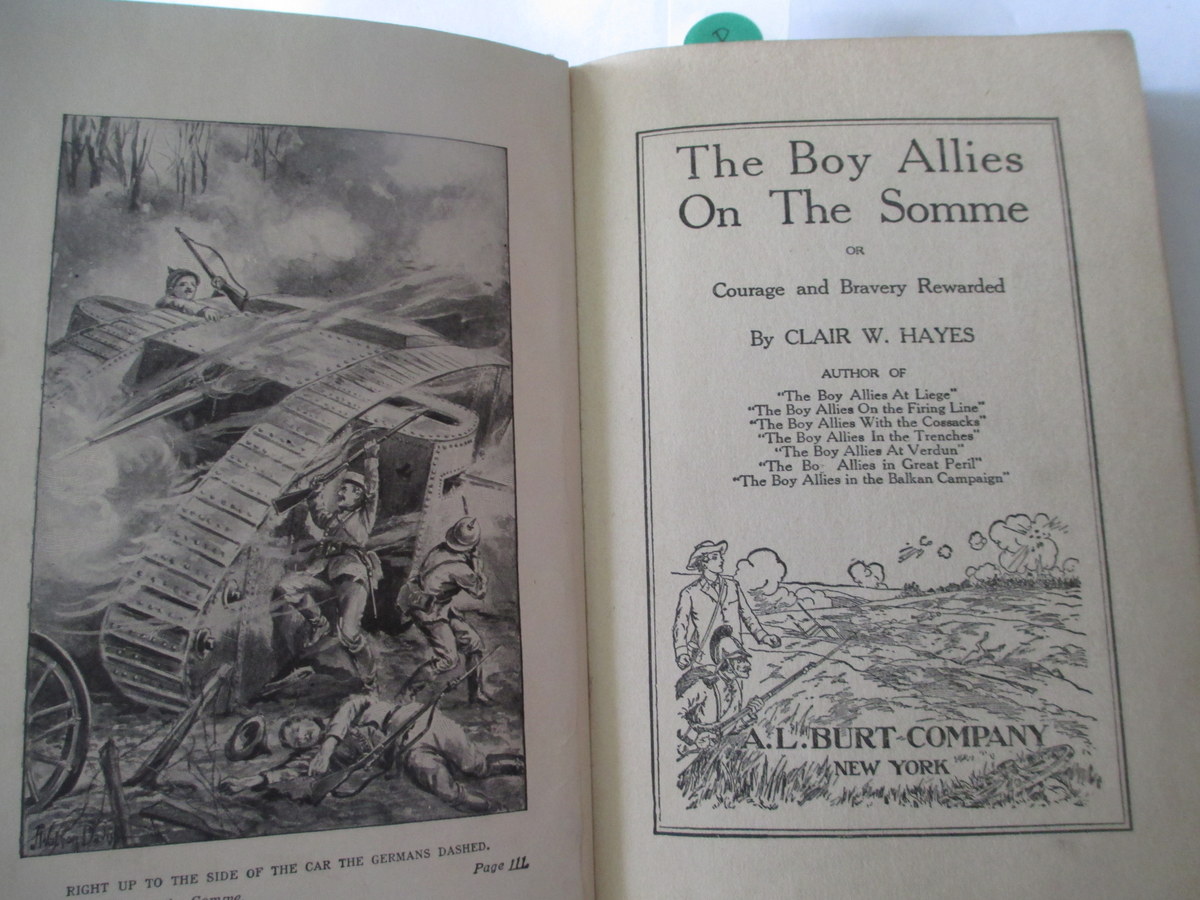 RIGHT UP TO THE SIDE OF THE CAR THE GERMANS DASHED.
Page III.
Somme
The Boy Allies
On The Somme
OR
Courage and Bravery Rewarded
By CLAIR W. HAYES
AUTHOR OF
"The Boy Allies At Liege"
"The Boy Allies On the Firing Line"
"The Boy Allies With the Cossacks"
"The Boy Allies In the Trenches"
"The Boy Allies At Verdun"
"The Bo Allies in Great Peril"
"The Boy Allies in the Balkan Campaign"
A.L.BURT COMPANY
NEW YORK